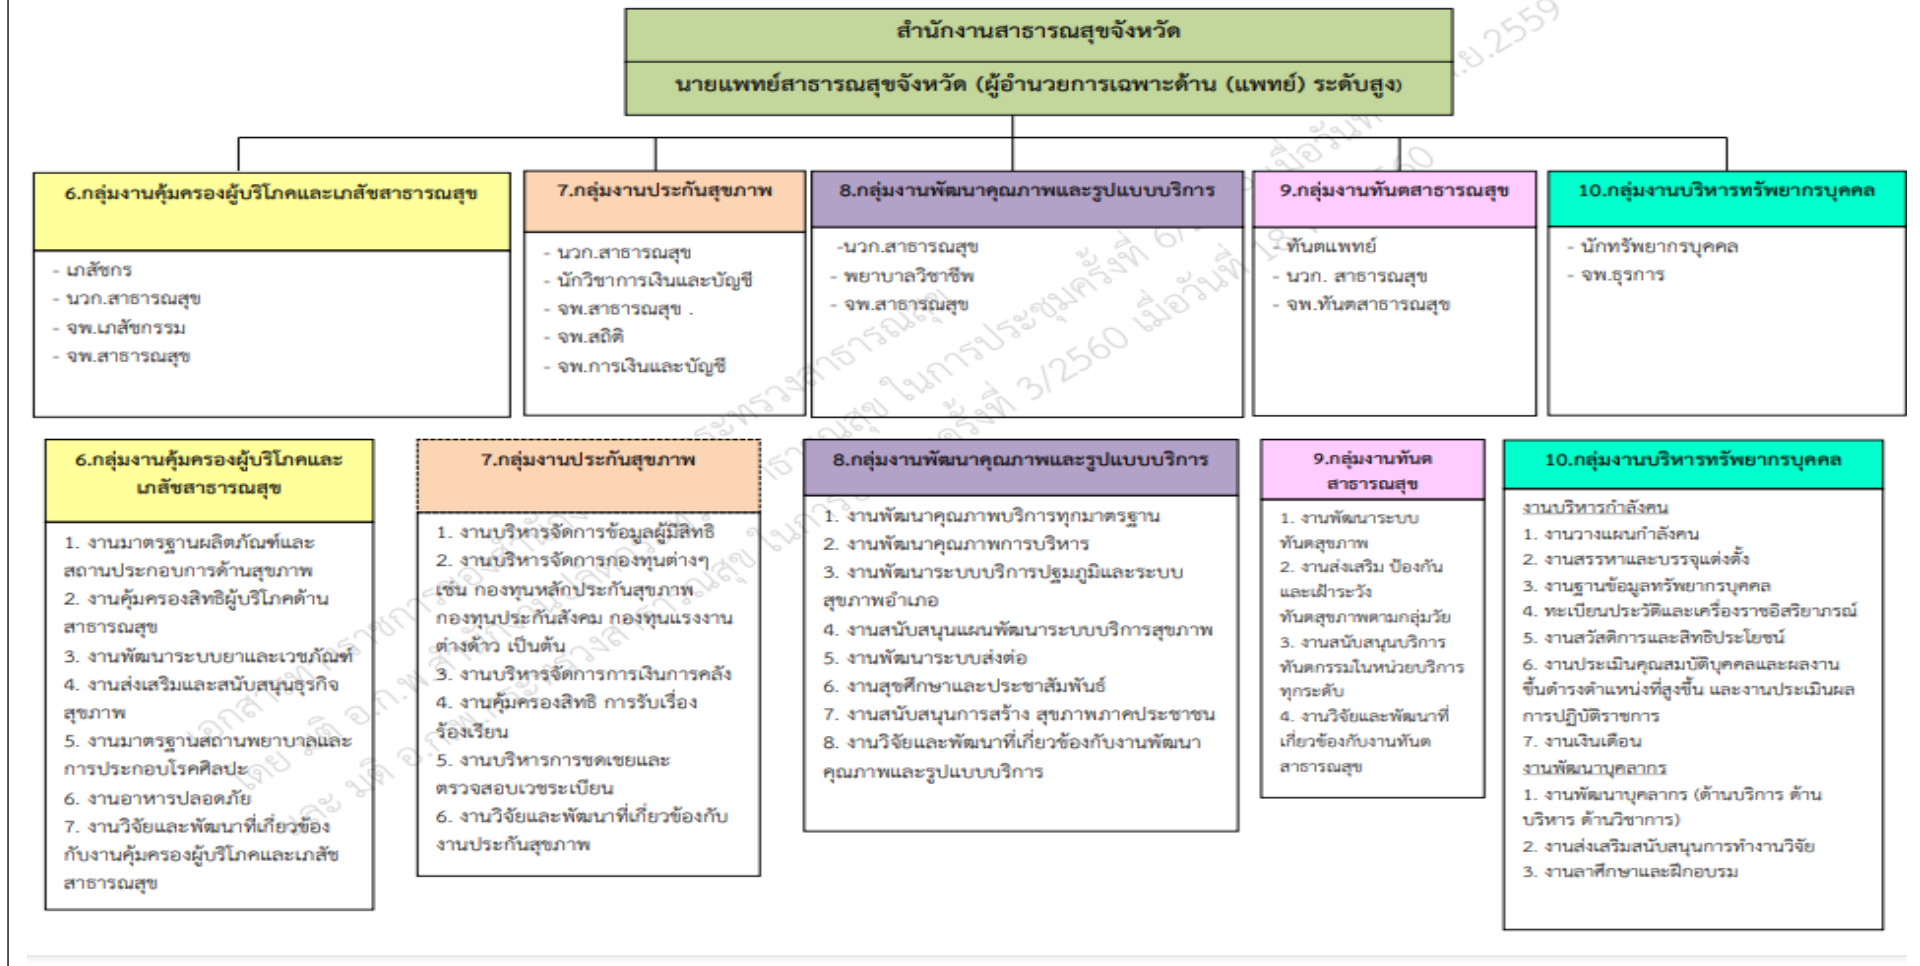 สำนักงานสาธารณสุขจังหวัด
นายแพทย์สาธารณสุขจังหวัด (ผู้อำนวยการเฉพาะด้าน (แพทย์) ระดับสูง)
6.กลุ่มงานคุ้มครองผู้บริโภคและเภสัชสาธารณสุข
- เภสัชกร
- นวก.สาธารณสุข
- จพ.เภสัชกรรม
- จพ.สาธารณสุข
7.กลุ่มงานประกันสุขภาพ
- นวก.สาธารณสุข
- นักวิชาการเงินและบัญชี
- จพ.สาธารณสุข .
- จพ.สถิติ
- จพ.การเงินและบัญชี
8.กลุ่มงานพัฒนาคุณภาพและรูปแบบบริการ
-นวก.สาธารณสุข
- พยาบาลวิชาชีพ
- จพ.สาธารณสุข
9.กลุ่มงานทันตสาธารณสุข
- ทันตแพทย์
- นวก. สาธารณสุข
- จพ.ทันตสาธารณสุข
10.กลุ่มงานบริหารทรัพยากรบุคคล
- นักทรัพยากรบุคคล
- จพ.ธุรการ
6.กลุ่มงานคุ้มครองผู้บริโภคและ
เภสัชสาธารณสุข
1. งานมาตรฐานผลิตภัณฑ์และ
สถานประกอบการด้านสุขภาพ
2. งานคุ้มครองสิทธิผู้บริโภคด้าน
สาธารณสุข
3. งานพัฒนาระบบยาและเวชภัณฑ์
4. งานส่งเสริมและสนับสนุนธุรกิจ
สุขภาพ
5. งานมาตรฐานสถานพยาบาลและ
การประกอบโรคศิลปะ
6. งานอาหารปลอดภัย
7. งานวิจัยและพัฒนาที่เกี่ยวข้อง
กับงานคุ้มครองผู้บริโภคและเภสัช
สาธารณสุข
7.กลุ่มงานประกันสุขภาพ
1. งานบริหารจัดการข้อมูลผู้มีสิทธิ
2. งานบริหารจัดการกองทุนต่างๆ
เช่น กองทุนหลักประกันสุขภาพ
กองทุนประกันสังคม กองทุนแรงงาน
ต่างด้าว เป็นต้น
3. งานบริหารจัดการการเงินการคลัง
4. งานคุ้มครองสิทธิ การรับเรื่อง
ร้องเรียน
5. งานบริหารการชดเชยและ
ตรวจสอบเวชระเบียน
6. งานวิจัยและพัฒนาที่เกี่ยวข้องกับ
งานประกันสุขภาพ
8.กลุ่มงานพัฒนาคุณภาพและรูปแบบบริการ
1. งานพัฒนาคุณภาพบริการทุกมาตรฐาน
2. งานพัฒนาคุณภาพการบริหาร
3. งานพัฒนาระบบบริการปฐมภูมิและระบบ
สุขภาพอำเภอ
4. งานสนับสนุนแผนพัฒนาระบบบริการสุขภาพ
5. งานพัฒนาระบบส่งต่อ
6. งานสุขศึกษาและประชาสัมพันธ์
7. งานสนับสนุนการสร้าง สุขภาพภาคประชาชน
8. งานวิจัยและพัฒนาที่เกี่ยวข้องกับงานพัฒนา
คุณภาพและรูปแบบบริการ
9.กลุ่มงานทันต
สาธารณสุข
1. งานพัฒนาระบบ
ทันตสุขภาพ
2. งานส่งเสริม ป้องกัน
และเฝ้าระวัง
ทันตสุขภาพตามกลุ่มวัย
3. งานสนับสนุนบริการ
ทันตกรรมในหน่วยบริการ
ทุกระดับ
4. งานวิจัยและพัฒนาที่
เกี่ยวข้องกับงานทันต
สาธารณสุข
10.กลุ่มงานบริหารทรัพยากรบุคคล
งานบริหารกำลังคน
1. งานวางแผนกำลังคน
2. งานสรรหาและบรรจุแต่งตั้ง
3. งานฐานข้อมูลทรัพยากรบุคคล
4. ทะเบียนประวัติและเครื่องราชอิสริยาภรณ์
5. งานสวัสดิการและสิทธิประโยชน์
6. งานประเมินคุณสมบัติบุคคลและผลงาน
ขึ้นดำรงตำแหน่งที่สูงขึ้น และงานประเมินผล
การปฏิบัติราชการ
7. งานเงินเดือน
งานพัฒนาบุคลากร
1. งานพัฒนาบุคลากร (ด้านบริการ ด้าน
บริหาร ด้านวิชาการ)
2. งานส่งเสริมสนับสนุนการทำงานวิจัย
3. งานลาศึกษาและฝึกอบรม